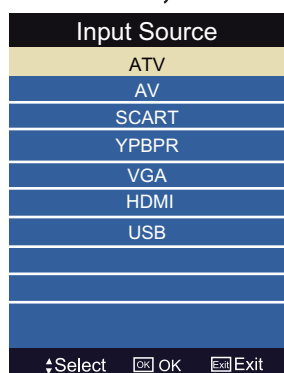 Input Source
ATV
AV
SCART
YPBPR
VGA
HDMI
USB
Select OK OK Exit Exit